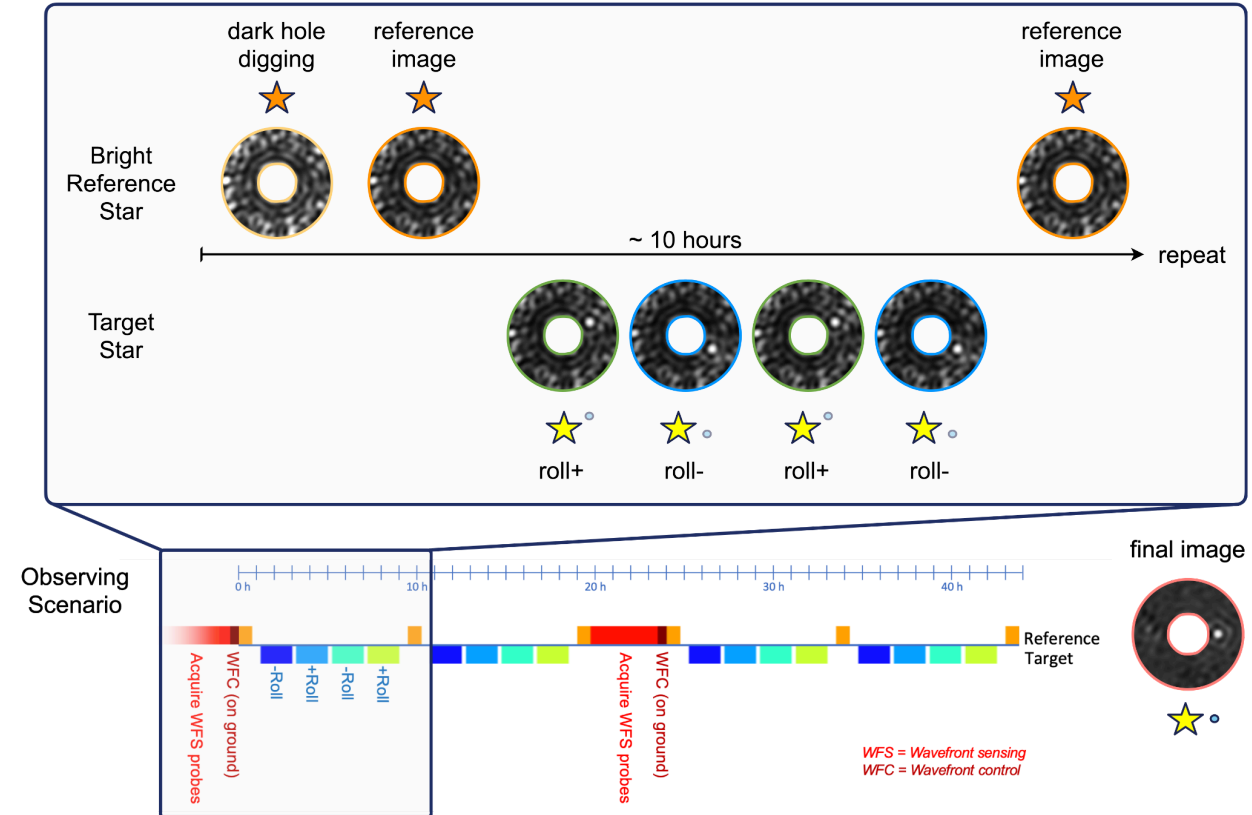 dark hole
digging
reference
image
reference
image
Bright
Reference
Star
~ 10 hours
repeat
Target
Star
roll+
roll-
roll+
roll-
final image
Observing
Scenario
0 h
10 h
20 h
30 h
40 h
Reference
Target
Acquire WFS probes
WFC (on ground)
-Roll
+Roll
-Roll
+Roll
Acquire WFS probes
WFC (on ground)
WFS = Wavefront sensing
WFC = Wavefront control